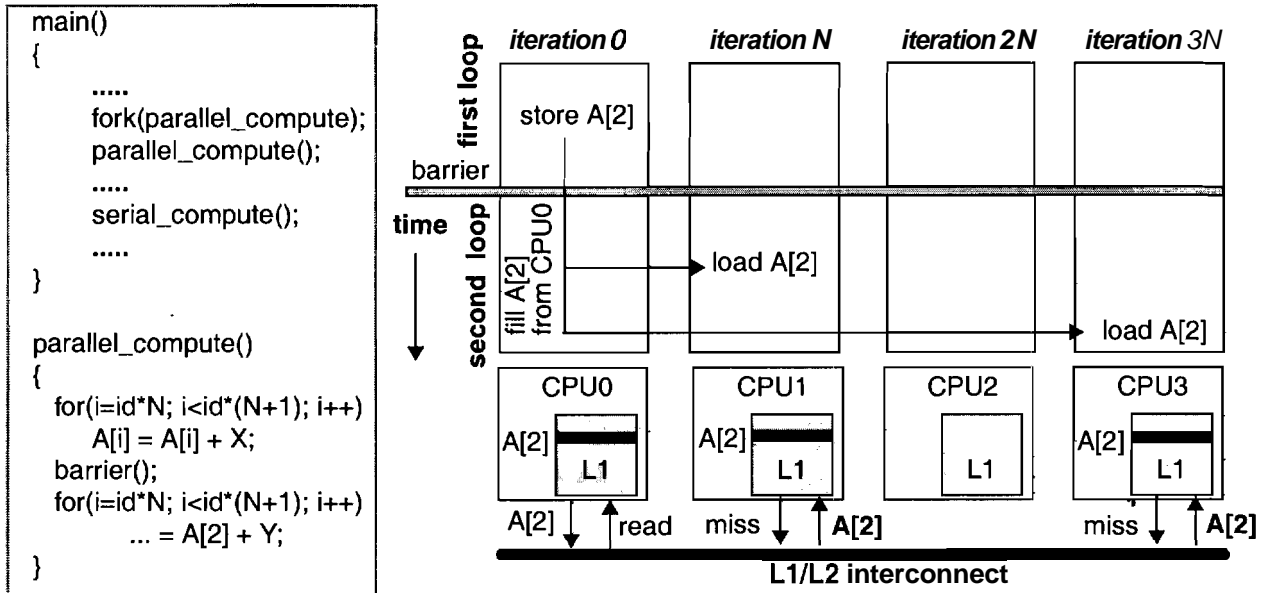 main()
{
.....
fork(parallel_compute);
parallel_compute();
.....
serial_compute();
.....
}
parallel_compute()
{
for(i=id*N; i<id*(N+1); i++)
A[i] = A[i] + X;
barrier();
for(i=id*N; i<id*(N+1); i++)
... = A[2] + Y;
}
iteration 0
iteration N
iteration 2N
iteration 3N
first loop
store A[2]
barrier
time
second loop
fill A[2]
from CPU0
load A[2]
load A[2]
CPU0
CPU1
CPU2
CPU3
A[2]
L1
A[2]
L1
L1
A[2]
L1
A[2]
read
miss
A[2]
miss
A[2]
L1/L2 interconnect